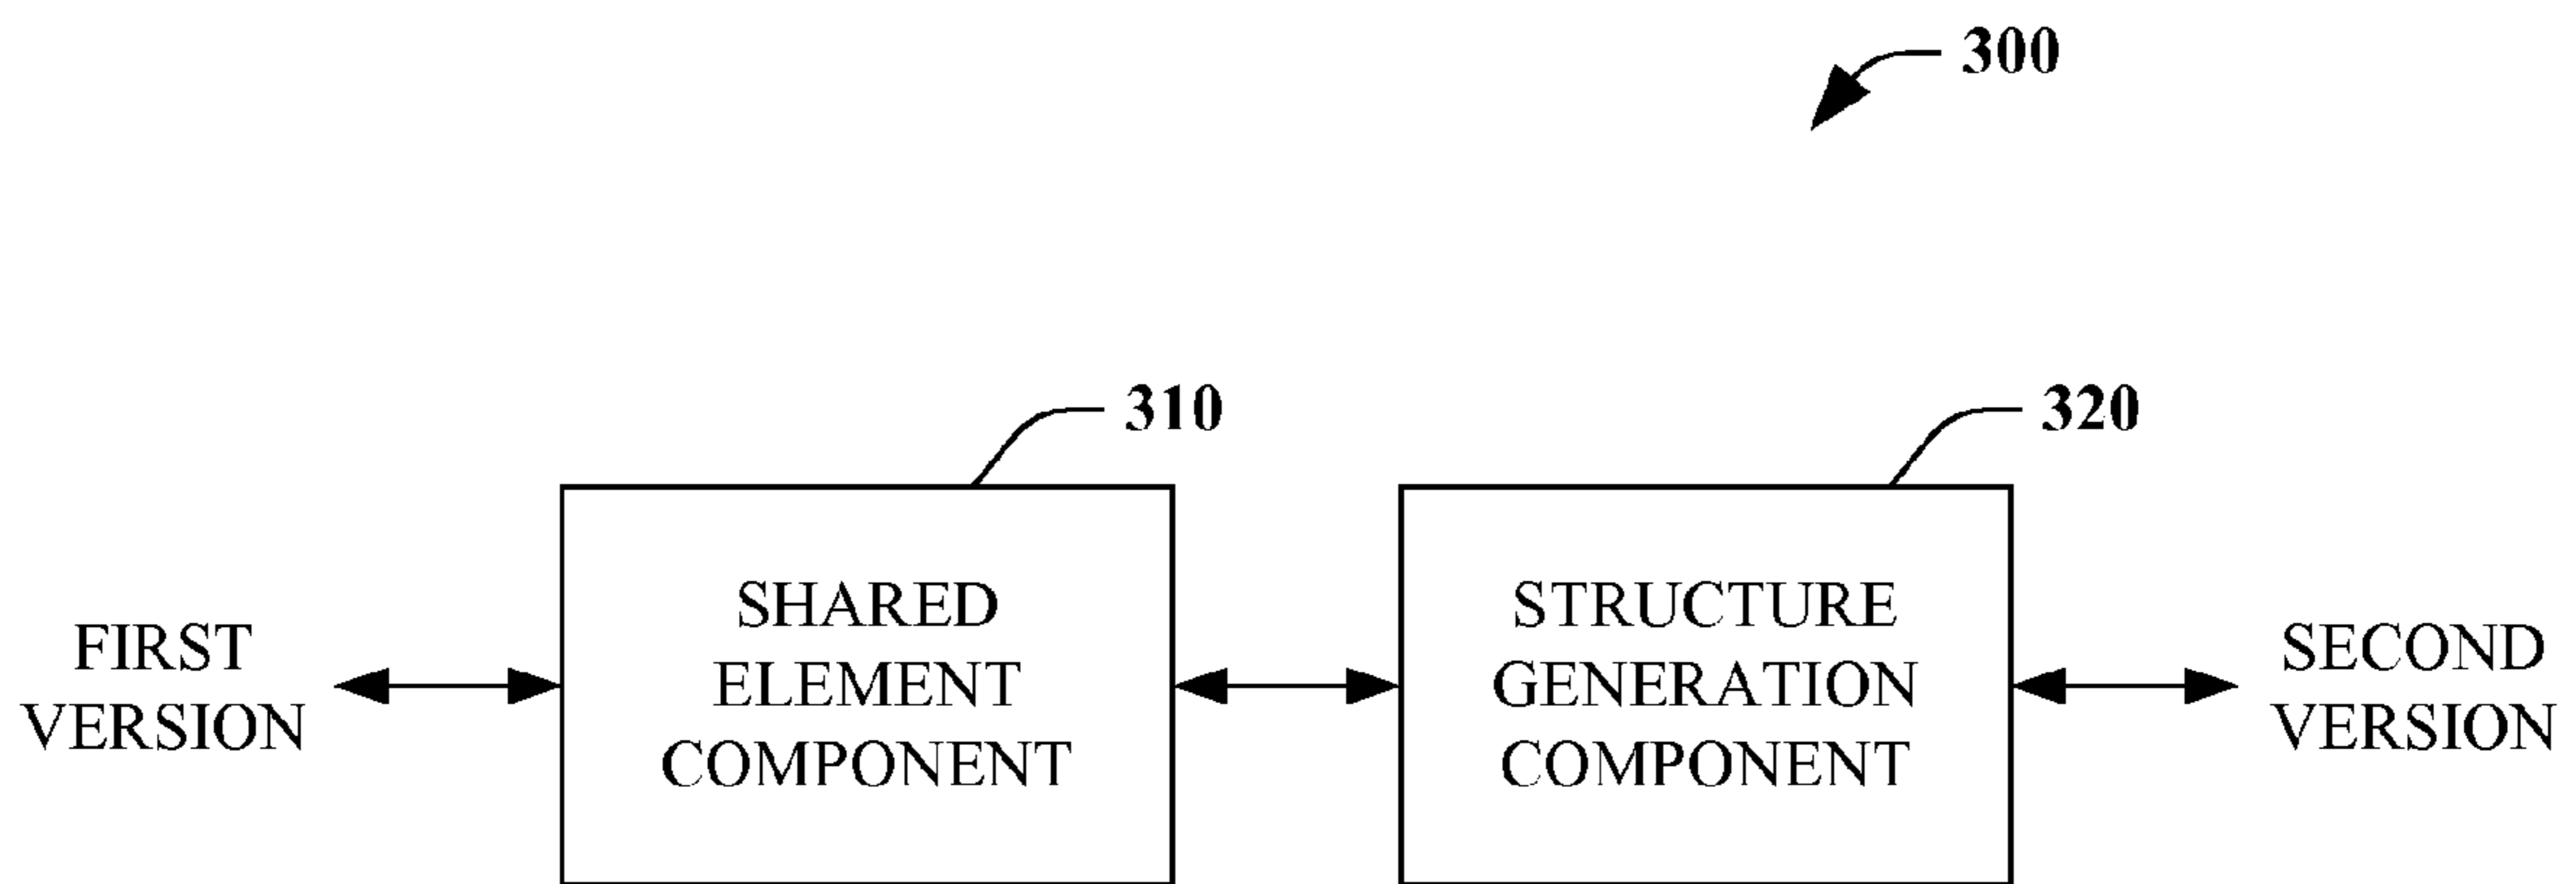 300
310
320
FIRST
VERSION
SHARED
ELEMENT
COMPONENT
STRUCTURE
GENERATION
COMPONENT
SECOND
VERSION